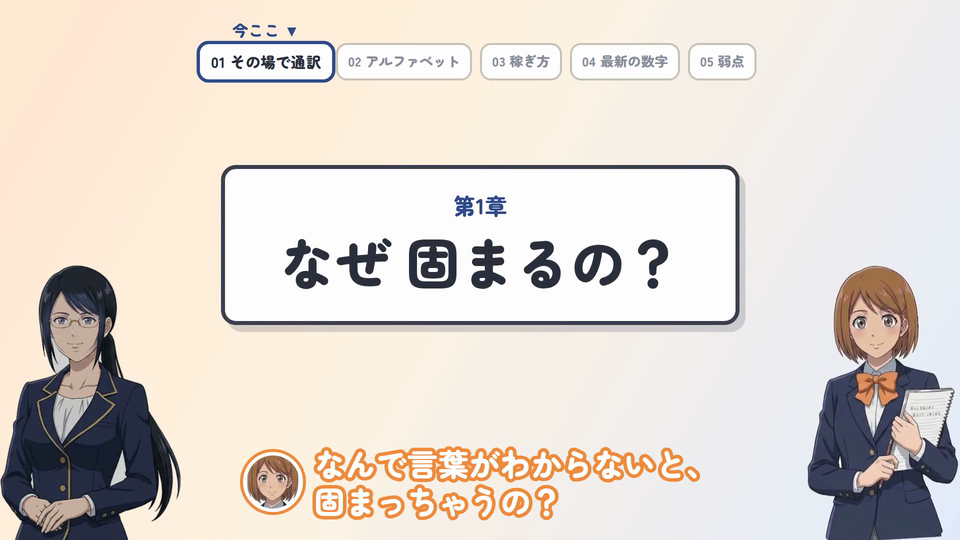 今ここ ▼
01 その場で通訳
02 アルファベット
03 稼ぎ方
04 最新の数字
05 弱点
第1章
なぜ 固まるの？
なんで言葉がわからないと、
固まっちゃうの？